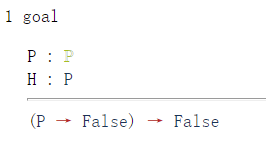 1 goal
P : P
H : P
(P → False) → False